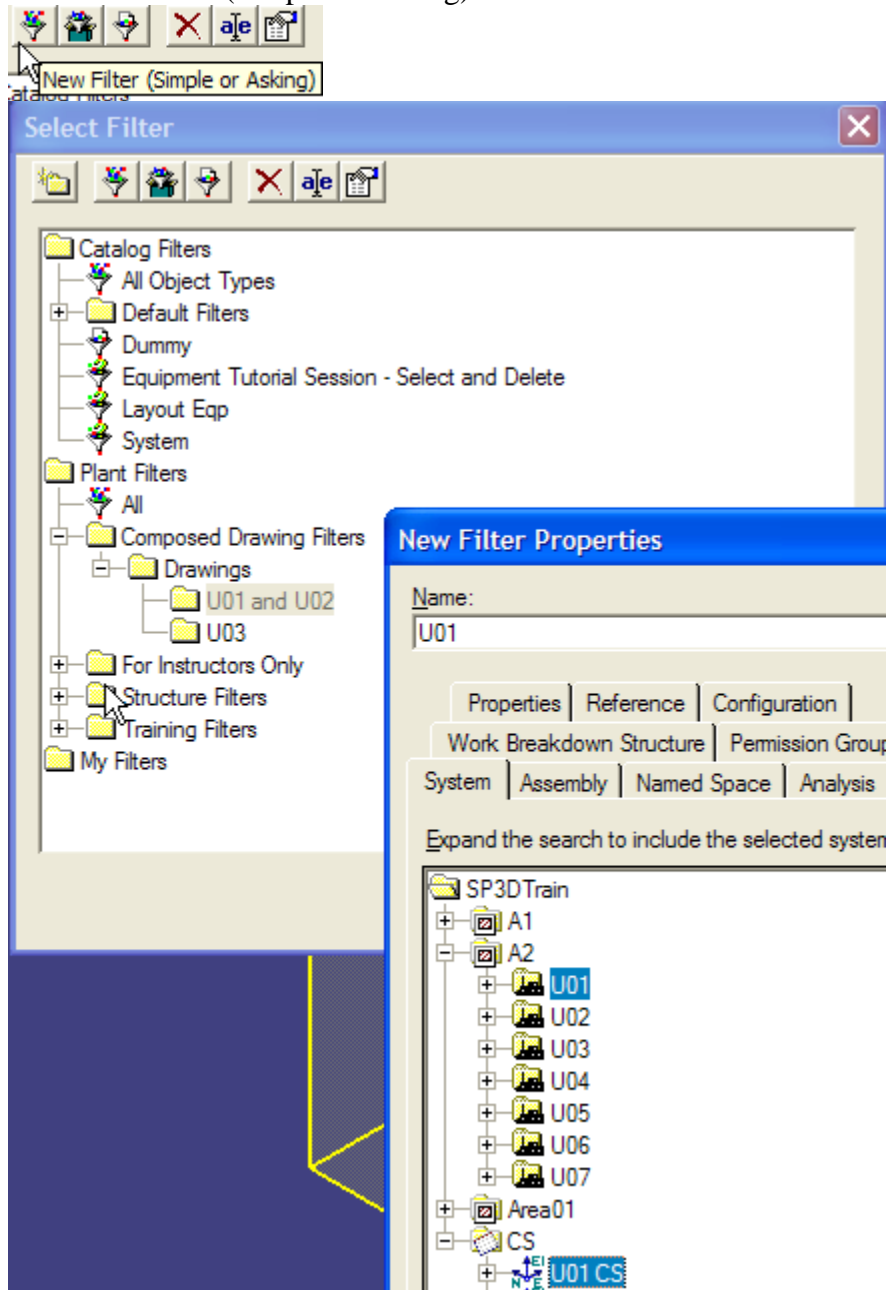 New Filter (Simple or Asking)
Select Filter
Catalog Filters
All Object Types
Default Filters
Dummy
Equipment Tutorial Session - Select and Delete
Layout Eqp
System
Plant Filters
All
Composed Drawing Filters
Drawings
U01 and U02
U03
For Instructors Only
Structure Filters
Training Filters
My Filters
New Filter Properties
Name:
U01
Properties Reference Configuration
Work Breakdown Structure Permission Group
System Assembly Named Space Analysis
Expand the search to include the selected system
SP3DTrain
A1
A2
U01
U02
U03
U04
U05
U06
U07
Area01
CS
U01 CS